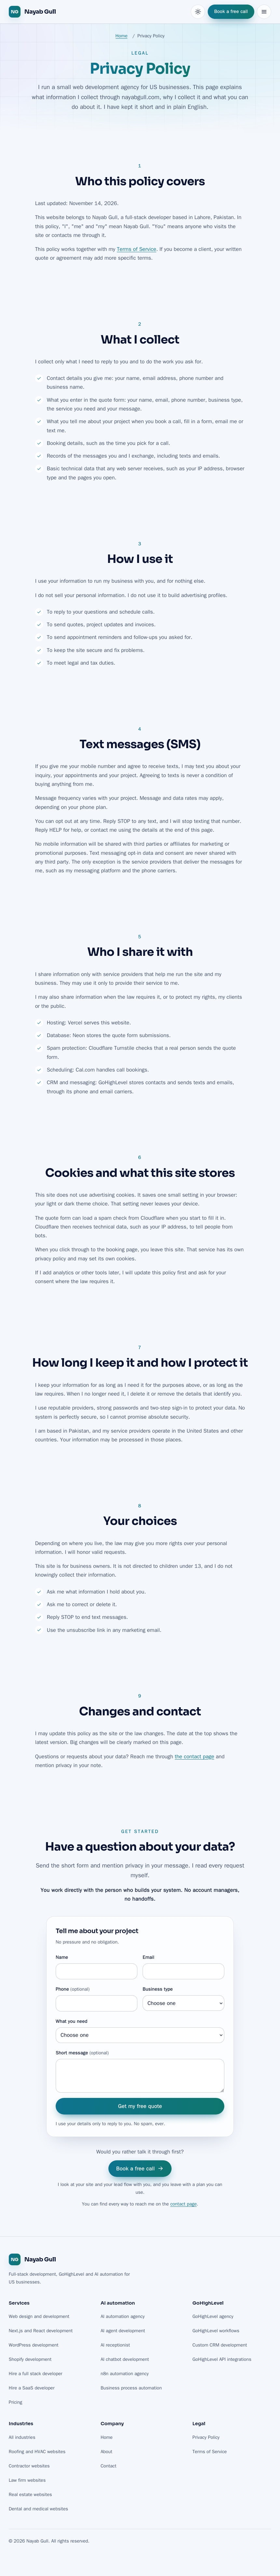 NG Nayab Gull
Book a free call
Home / Privacy Policy
LEGAL
Privacy Policy
I run a small web design and automation business for US businesses. This page explains
what information I collect through nayabgull.com, why I collect it and what you can
do about it. I have kept it short and in plain English.
1
Who this policy covers
Last updated: November 14, 2026.
This website belongs to Nayab Gull, a full-stack developer based in Lahore, Pakistan. In
this policy, "I", "me" and "my" mean Nayab Gull. "You" means anyone who visits the
site or contacts me through it.
This policy works together with my Terms of Service. If you become a client, your written
quote or agreement may add more specific terms.
2
What I collect
I collect only what I need to reply to you and to do the work you ask for.
Contact details you give me: your name, email address, phone number and
business name.
What you enter in the quote form: your name, email, phone number, business type,
the service you need and your message.
What you tell me about your project when you book a call, fill in a form, email me or
text me.
Booking details, such as the time you pick for a call.
Records of the messages you and I exchange, including texts and emails.
Basic technical data that any web server receives, such as your IP address, browser
type and the pages you open.
3
How I use it
I use your information to run my business with you, and for nothing else.
I do not sell your personal information. I do not use it to build advertising profiles.
To reply to your questions and schedule calls.
To send quotes, project updates and invoices.
To send appointment reminders and follow-ups you asked for.
To keep the site secure and fix problems.
To meet legal and tax duties.
4
Text messages (SMS)
If you give me your mobile number and agree to receive texts, I may text you about your
inquiry, your appointments and your project. Agreeing to texts is never a condition of
buying anything from me.
Message frequency varies with your project. Message and data rates may apply,
depending on your phone plan.
You can opt out at any time. Reply STOP to any text, and I will stop texting that number.
Reply HELP for help, or contact me using the details at the end of this page.
No mobile information will be shared with third parties or affiliates for marketing or
promotional purposes. Text messaging opt-in data and consent are never shared with
any third party. The only exception is the service providers that deliver the messages for
me, such as my messaging platform and the phone carriers.
5
Who I share it with
I share information only with service providers that help me run the site and my
business. They may use it only to provide their service to me.
I may also share information when the law requires it, or to protect my rights, my clients
or the public.
Hosting: Vercel serves this website.
Database: Neon stores the quote form submissions.
Spam protection: Cloudflare Turnstile checks that a real person sends the quote
form.
Scheduling: Cal.com handles call bookings.
CRM and messaging: GoHighLevel stores contacts and sends texts and emails,
through its phone and email carriers.
6
Cookies and what this site stores
This site does not use advertising cookies. It saves one small setting in your browser:
your light or dark theme choice. That setting never leaves your device.
The quote form can load a spam check from Cloudflare when you start to fill it in.
Cloudflare then receives technical data, such as your IP address, to tell people from
bots.
When you click through to the booking page, you leave this site. That service has its own
privacy policy and may set its own cookies.
If I add analytics or other tools later, I will update this policy first and ask for your
consent where the law requires it.
7
How long I keep it and how I protect it
I keep your information for as long as I need it for the purposes above, or as long as the
law requires. When I no longer need it, I delete it or remove the details that identify you.
I use reputable providers, strong passwords and two-step sign-in to protect your data. No
system is perfectly secure, so I cannot promise absolute security.
I am based in Pakistan, and my service providers operate in the United States and other
countries. Your information may be processed in those places.
8
Your choices
Depending on where you live, the law may give you more rights over your personal
information. I will honor valid requests.
This site is for business owners. It is not directed to children under 13, and I do not
knowingly collect their information.
Ask me what information I hold about you.
Ask me to correct or delete it.
Reply STOP to end text messages.
Use the unsubscribe link in any marketing email.
9
Changes and contact
I may update this policy as the site or the law changes. The date at the top shows the
latest version. Big changes will be clearly marked on this page.
Questions or requests about your data? Reach me through the contact page and
mention privacy in your note.
GET STARTED
Have a question about your data?
Send the short form and mention privacy in your message. I read every request
myself.
You work directly with the person who builds your system. No account managers,
no handoffs.
Tell me about your project
No pressure and no obligation.
Name
Email
Phone (optional)
Business type
Choose one
What you need
Choose one
Short message (optional)
Get my free quote
I use your details only to reply to you. No spam, ever.
Would you rather talk it through first?
Book a free call →
I look at your site and your lead flow with you, and you leave with a plan you can
use.
You can find every way to reach me on the contact page.
NG Nayab Gull
Full-stack development, GoHighLevel and AI automation for
US businesses.
Services
Web design and development
Next.js and React development
WordPress development
Shopify development
Hire a full stack developer
Hire a SaaS developer
Pricing
AI automation
AI automation agency
AI agent development
AI receptionist
AI chatbot development
n8n automation agency
Business process automation
GoHighLevel
GoHighLevel agency
GoHighLevel workflows
Custom CRM development
GoHighLevel API integrations
Industries
All industries
Roofing and HVAC websites
Contractor websites
Law firm websites
Real estate websites
Dental and medical websites
Company
Home
About
Contact
Legal
Privacy Policy
Terms of Service
© 2026 Nayab Gull. All rights reserved.